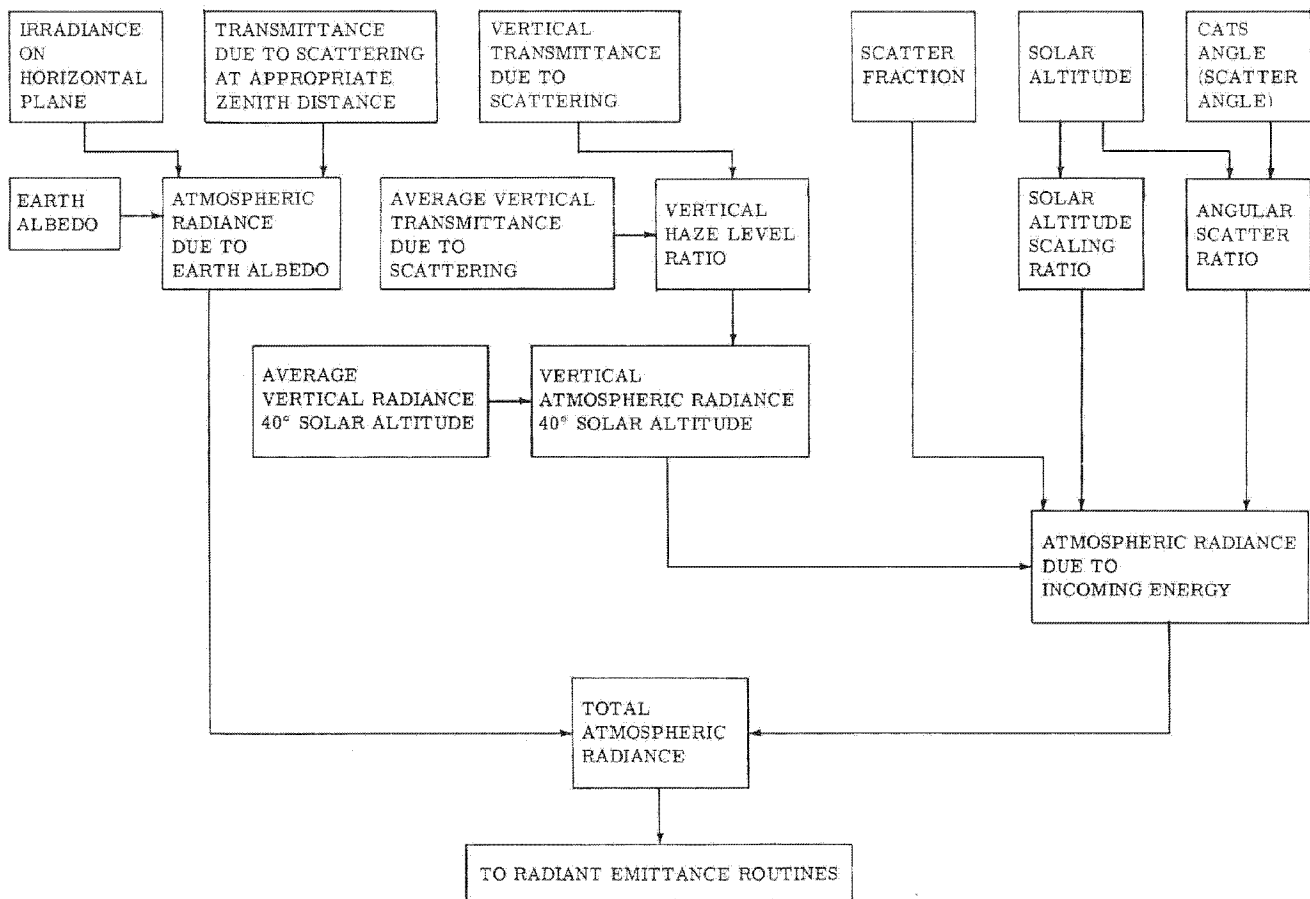 IRRADIANCE
ON
HORIZONTAL
PLANE
TRANSMITTANCE
DUE TO SCATTERING
AT APPROPRIATE
ZENITH DISTANCE
VERTICAL
TRANSMITTANCE
DUE TO
SCATTERING
SCATTER
FRACTION
SOLAR
ALTITUDE
CATS
ANGLE
(SCATTER
ANGLE)
EARTH
ALBEDO
ATMOSPHERIC
RADIANCE
DUE TO
EARTH ALBEDO
AVERAGE VERTICAL
TRANSMITTANCE
DUE TO
SCATTERING
VERTICAL
HAZE LEVEL
RATIO
SOLAR
ALTITUDE
SCALING
RATIO
ANGULAR
SCATTER
RATIO
AVERAGE
VERTICAL RADIANCE
40° SOLAR ALTITUDE
VERTICAL
ATMOSPHERIC RADIANCE
40° SOLAR ALTITUDE
ATMOSPHERIC RADIANCE
DUE TO
INCOMING ENERGY
TOTAL
ATMOSPHERIC
RADIANCE
TO RADIANT EMITTANCE ROUTINES